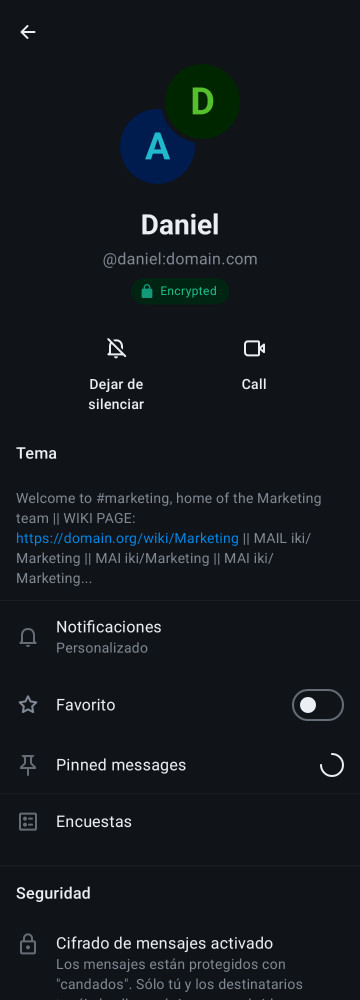 D
A
Daniel
@daniel:domain.com
Encrypted
Dejar de
silenciar
Call
Tema
Welcome to #marketing, home of the Marketing
team || WIKI PAGE:
https://domain.org/wiki/Marketing || MAIL iki/
Marketing || MAI iki/Marketing || MAI iki/
Marketing...
Notificaciones
Personalizado
Favorito
Pinned messages
Encuestas
Seguridad
Cifrado de mensajes activado
Los mensajes están protegidos con
"candados". Sólo tú y los destinatarios